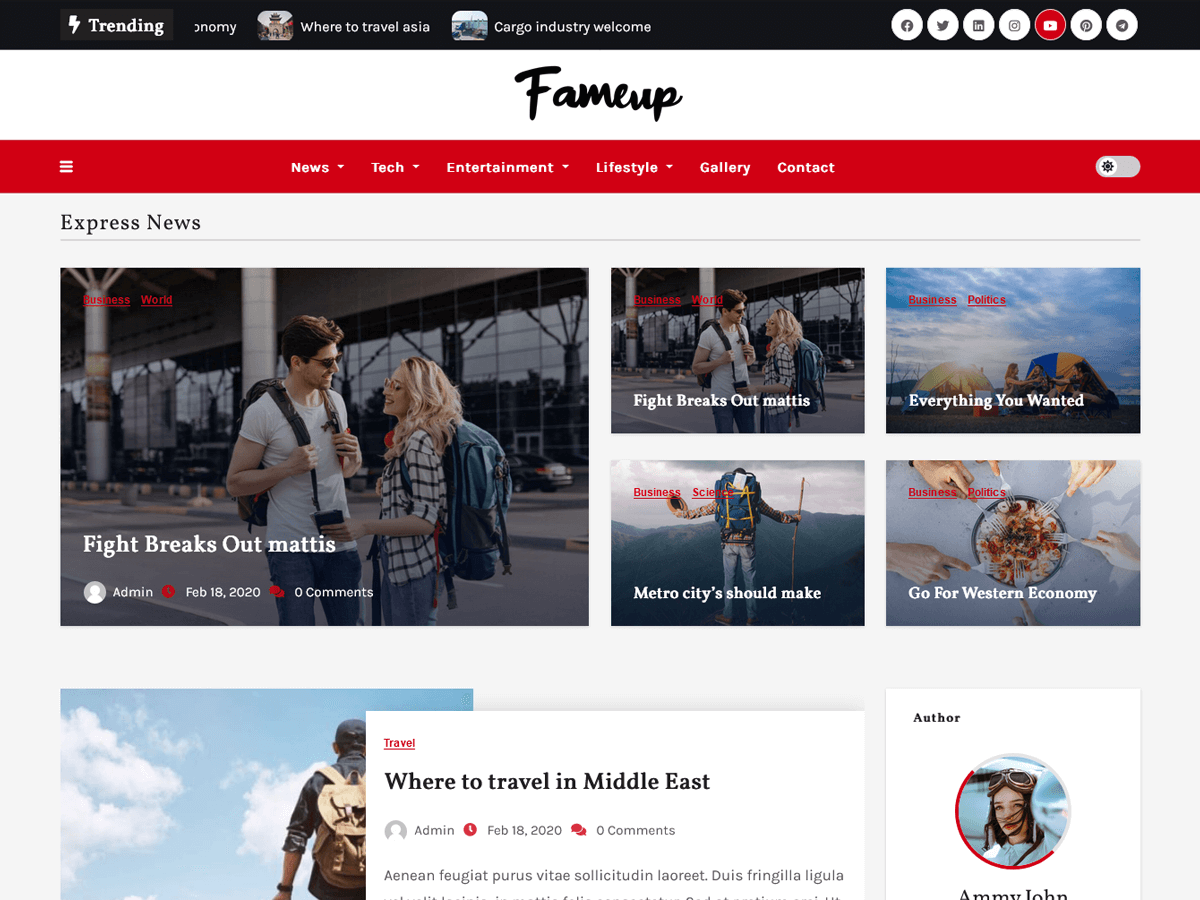 Trending
onomy
Where to travel asia
Cargo industry welcome
Fameup
News
Tech
Entertainment
Lifestyle
Gallery
Contact
Express News
Business World
Fight Breaks Out mattis
Admin Feb 18, 2020 0 Comments
Business World
Fight Breaks Out mattis
Business Politics
Everything You Wanted
Business Science
Metro city's should make
Business Politics
Go For Western Economy
Travel
Where to travel in Middle East
Admin Feb 18, 2020 0 Comments
Aenean feugiat purus vitae sollicitudin laoreet. Duis fringilla ligula
Author
Ammy John